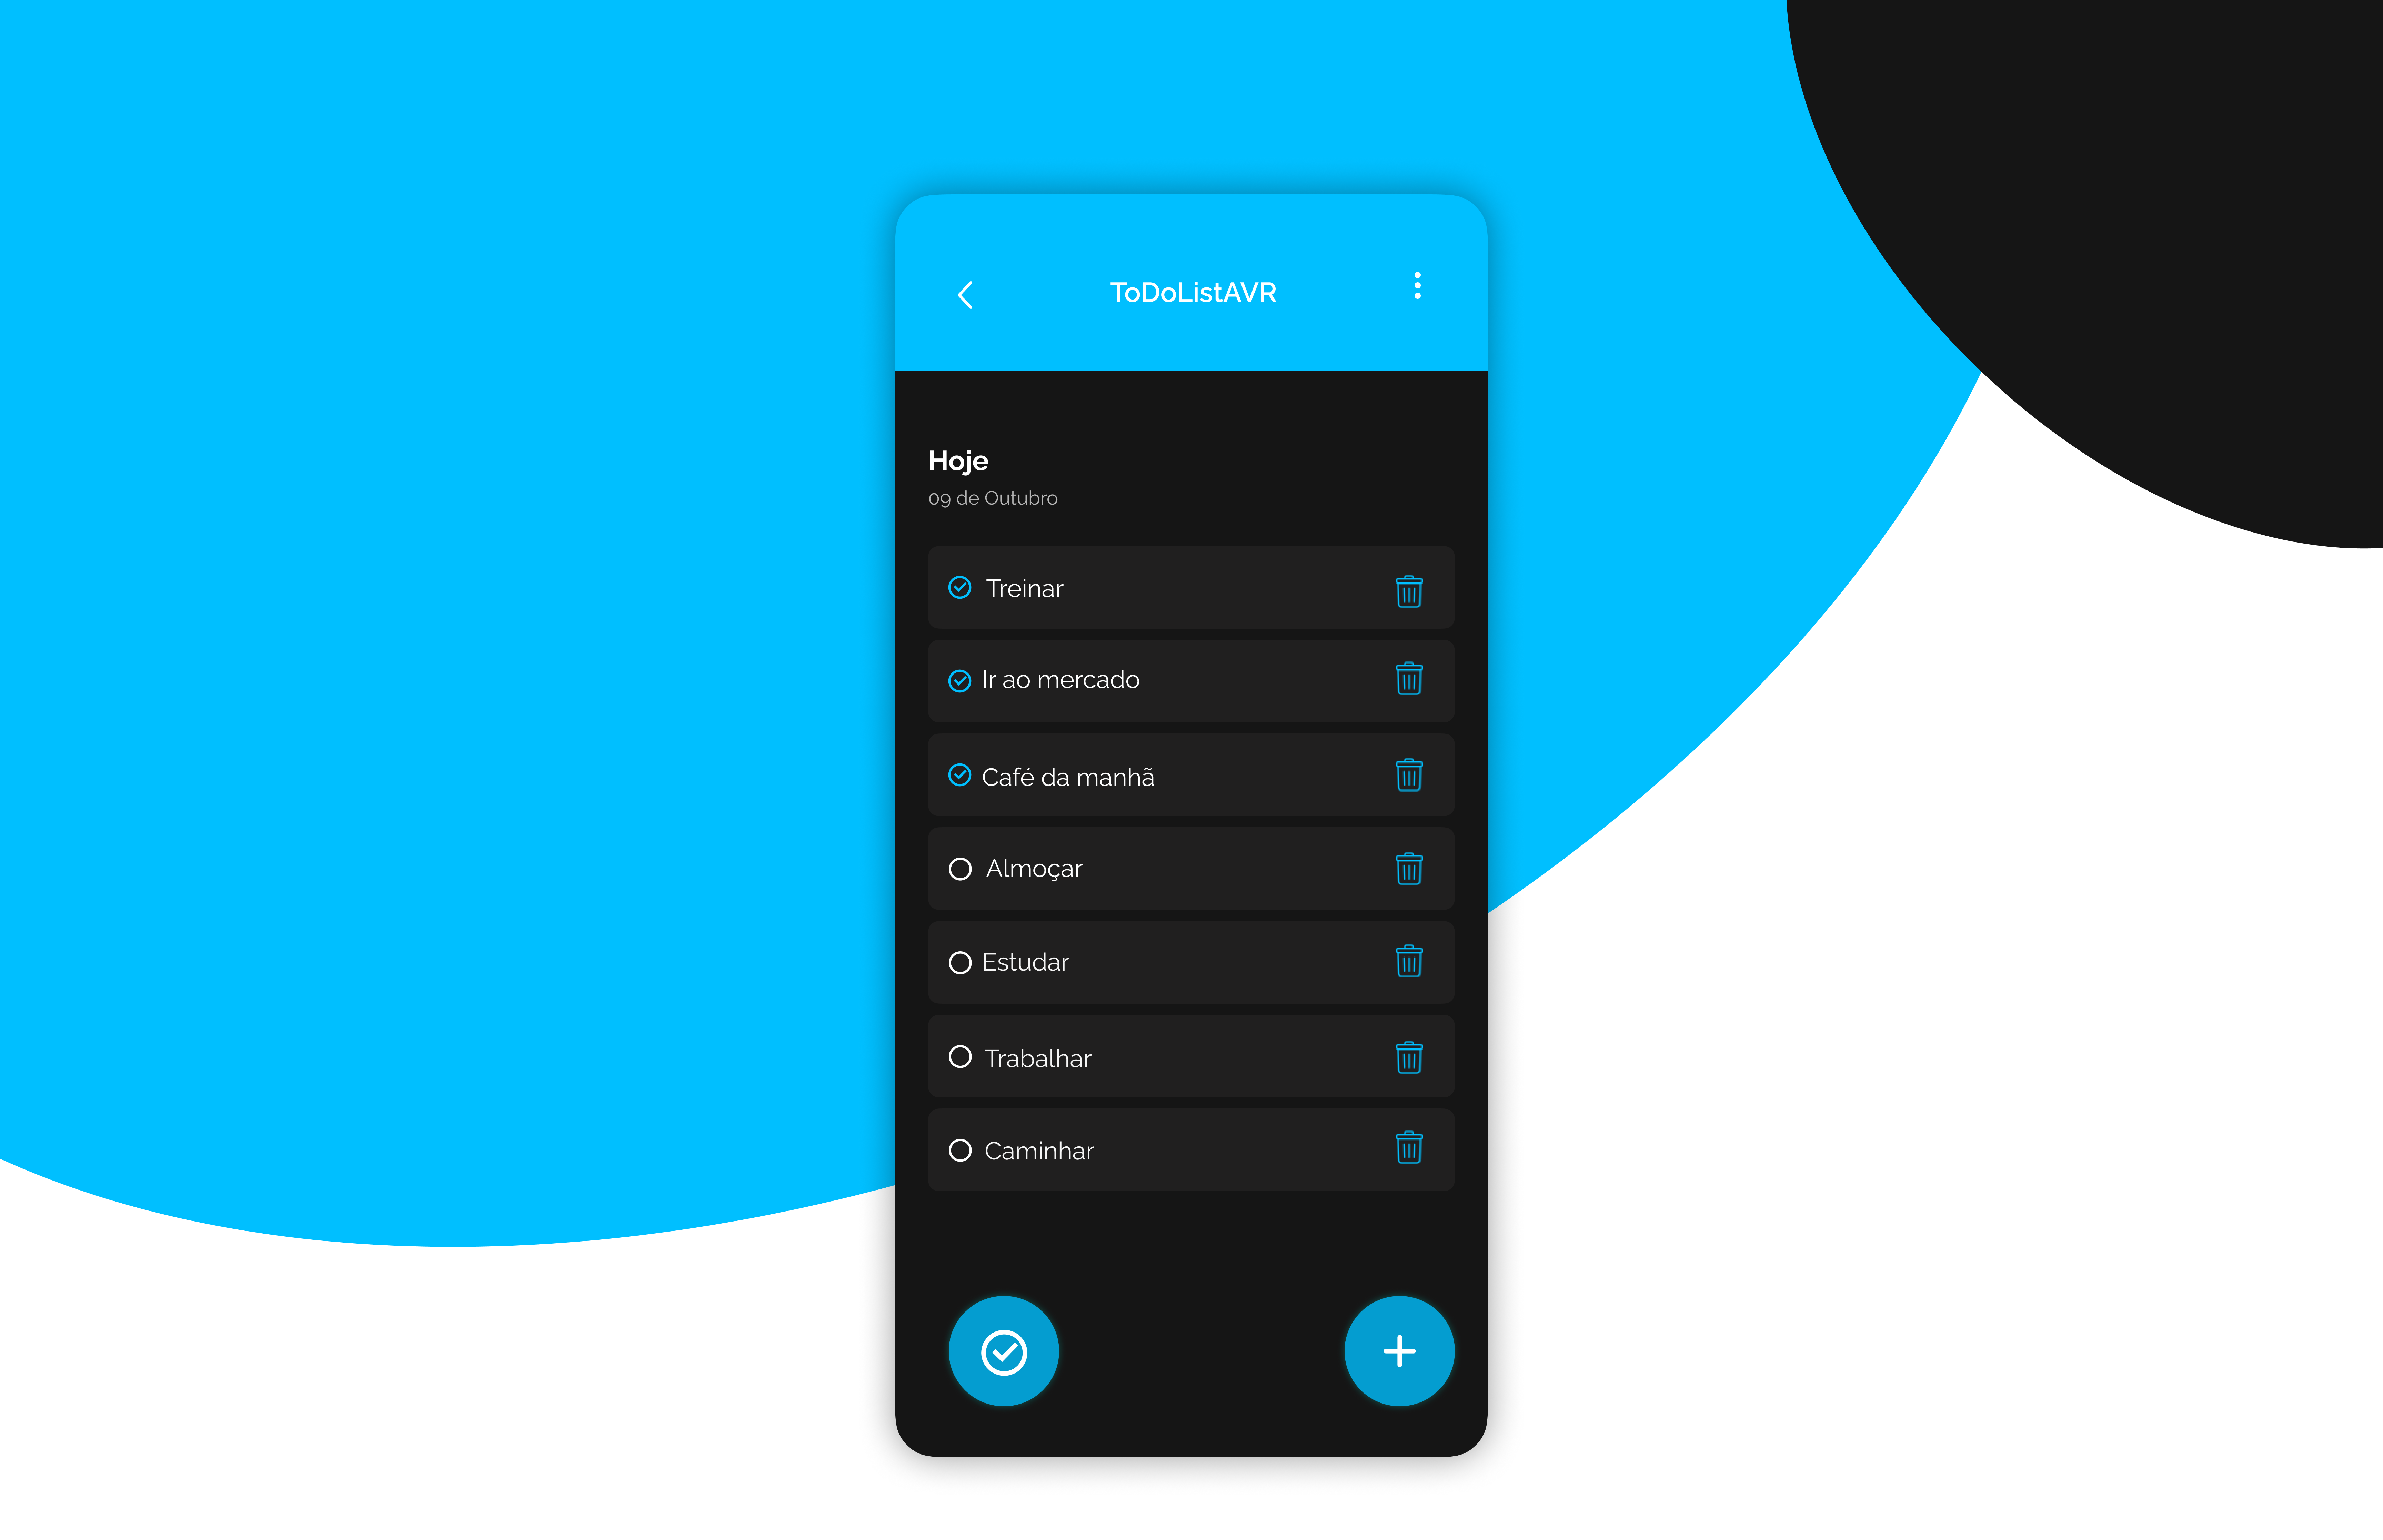 ToDoListAVR
Hoje
09 de Outubro
Treinar
Ir ao mercado
Café da manhã
Almoçar
Estudar
Trabalhar
Caminhar